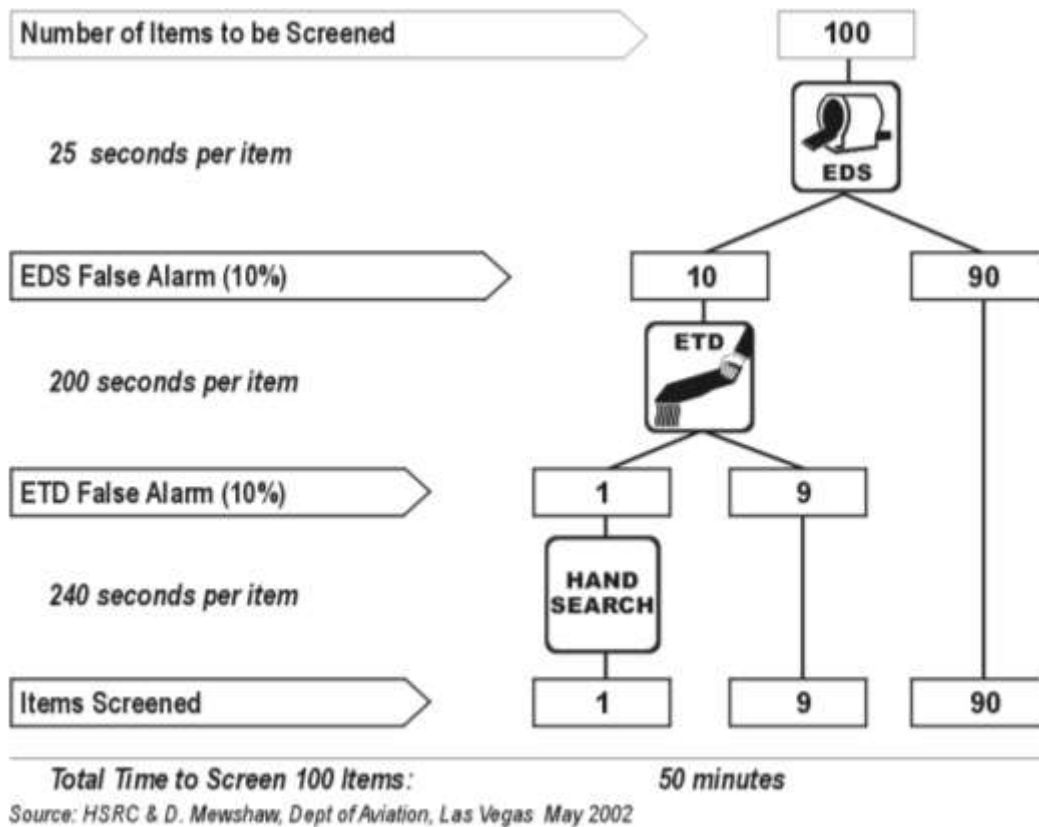 Number of Items to be Screened 100
25 seconds per item
EDS
EDS False Alarm (10%) 10 90
ETD
200 seconds per item
ETD False Alarm (10%) 1 9
240 seconds per item
HAND
SEARCH
Items Screened 1 9 90
Total Time to Screen 100 Items: 50 minutes
Source: HSRC & D. Mewshaw, Dept of Aviation, Las Vegas May 2002